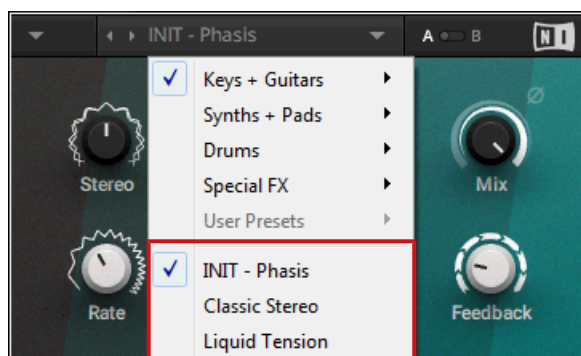 INIT - Phasis A B NI
Keys + Guitars
Synths + Pads
Drums
Special FX
User Presets
INIT - Phasis
Classic Stereo
Liquid Tension
Stereo
Rate
Mix
Feedback